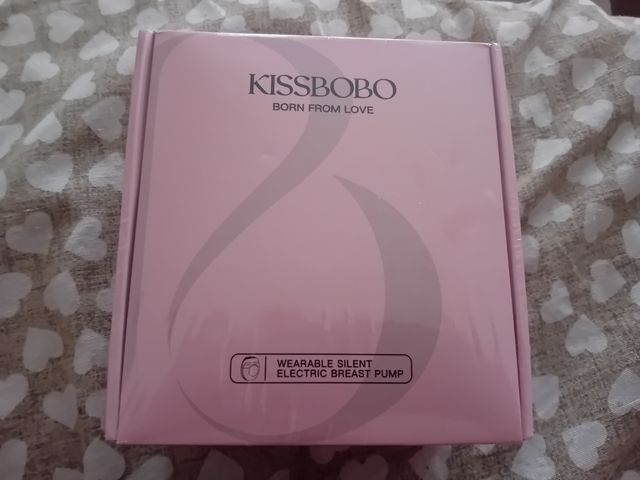 KISSBOBO
BORN FROM LOVE
WEARABLE SILENT
ELECTRIC BREAST PUMP